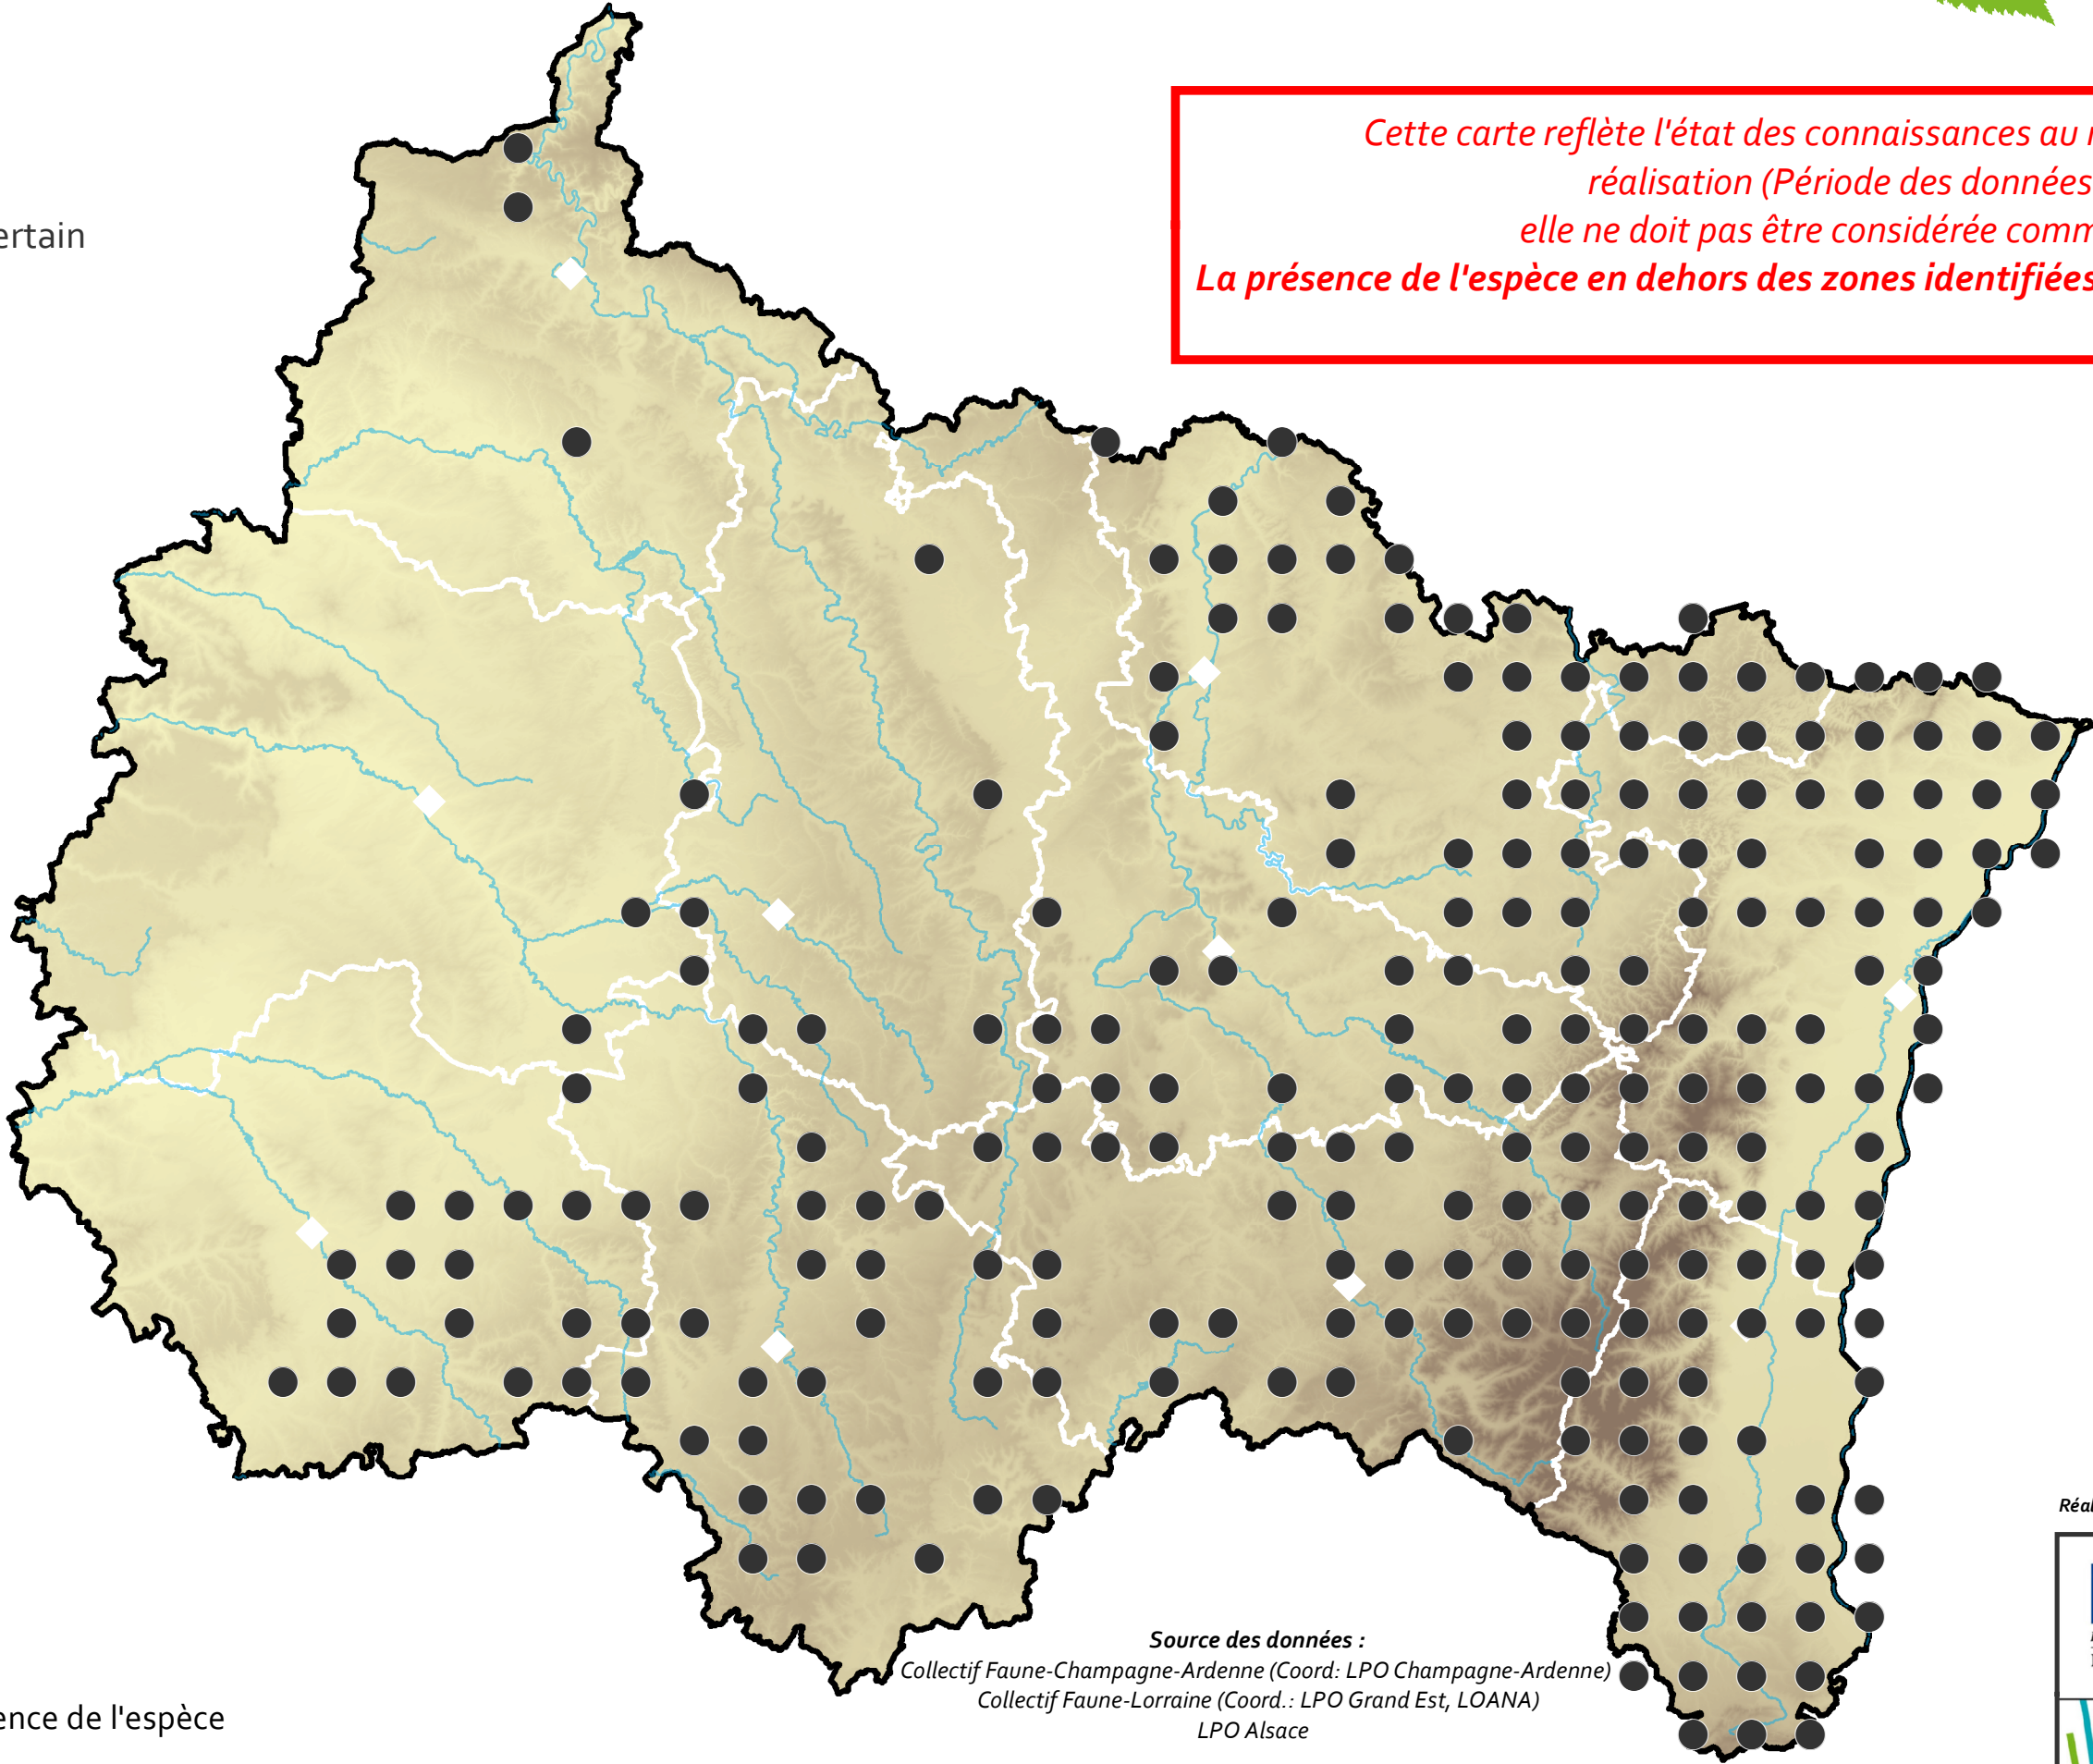 Cette carte reflète l'état des connaissances au
réalisation (Période des données
elle ne doit pas être considérée comm
La présence de l'espèce en dehors des zones identifiées
ertain
Réal
Source des données :
Collectif Faune-Champagne-Ardenne (Coord: LPO Champagne-Ardenne)
Collectif Faune-Lorraine (Coord.: LPO Grand Est, LOANA)
LPO Alsace
ence de l'espèce